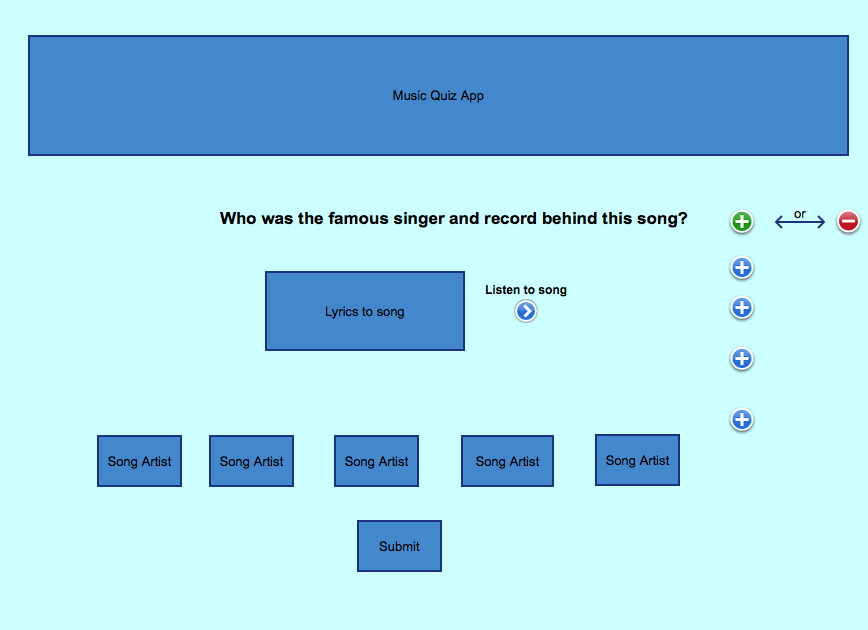 Music Quiz App
Who was the famous singer and record behind this song?
or
Listen to song
Lyrics to song
Song Artist
Song Artist
Song Artist
Song Artist
Song Artist
Submit